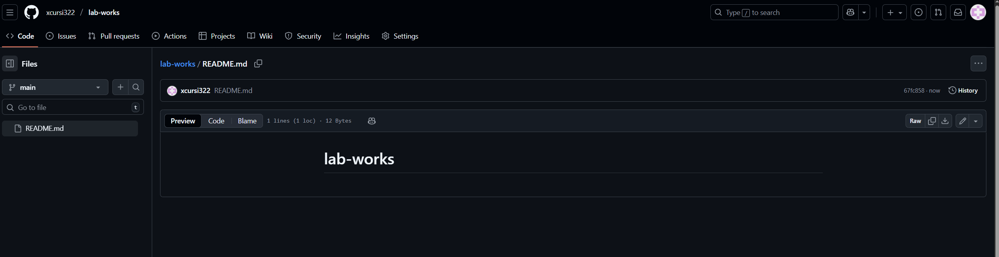 xcursi322 / lab-works
Type / to search
Code Issues Pull requests Actions Projects Wiki Security Insights Settings
Files
lab-works / README.md
main
xcursi322 README.md
67fc858 · now
History
Go to file
t
Preview Code Blame
1 lines (1 loc) · 12 Bytes
Raw
README.md
lab-works